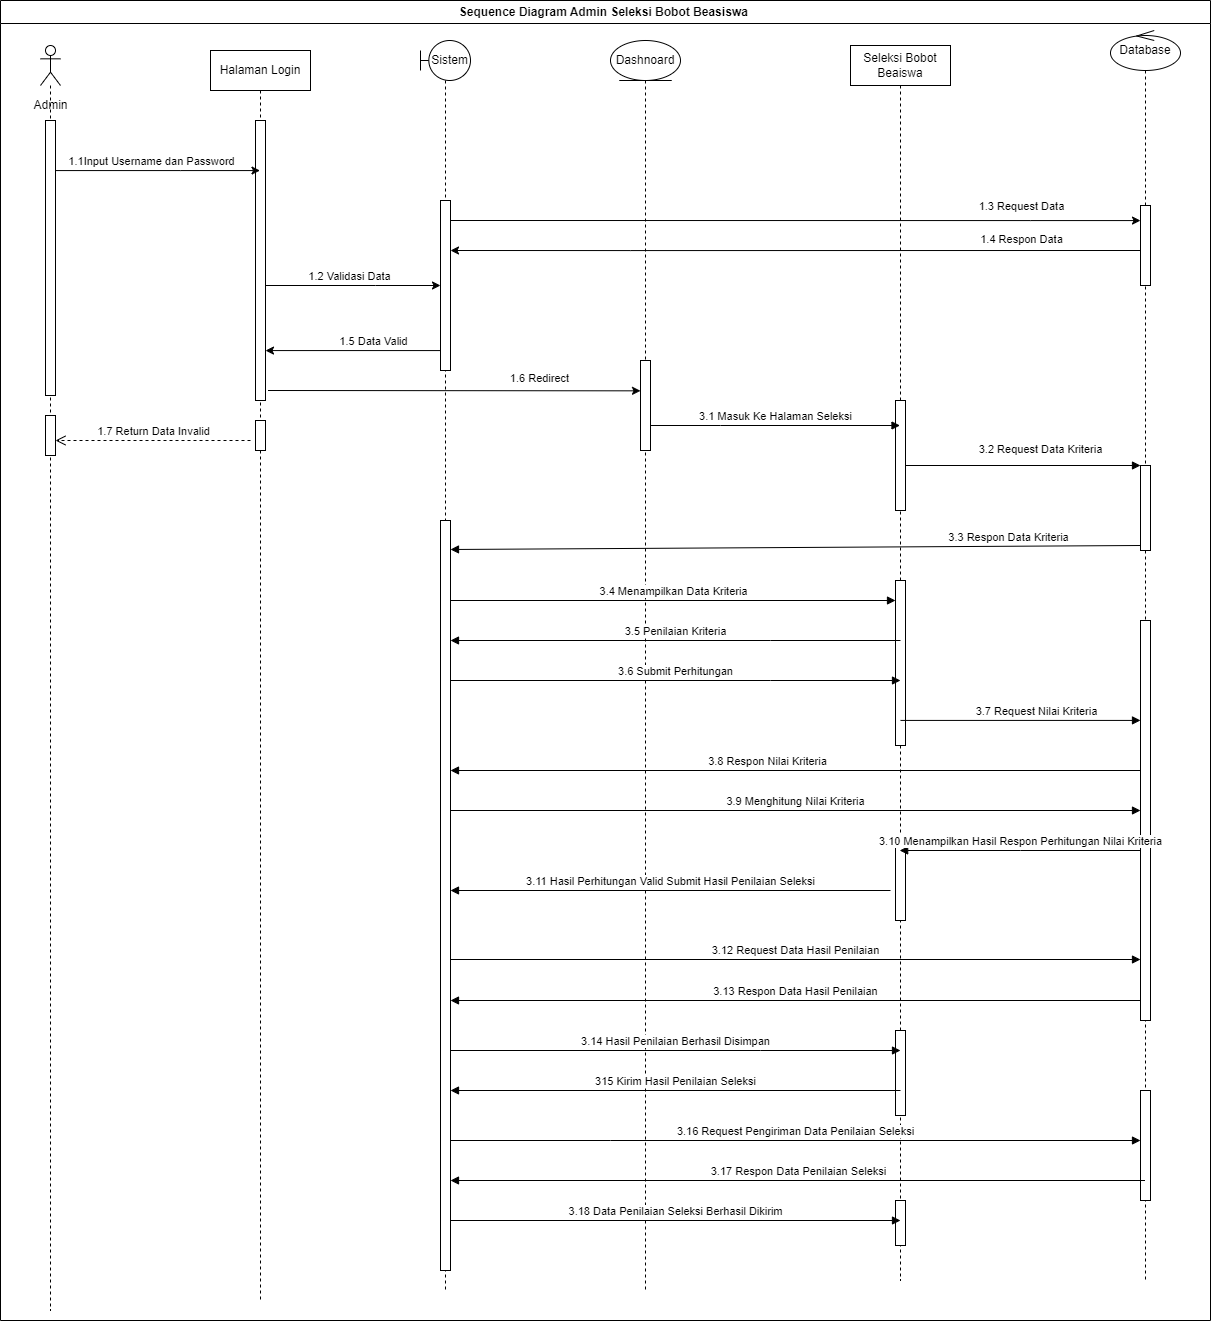 Sequence Diagram Admin Seleksi Bobot Beasiswa
Admin
Halaman Login
Sistem
Dashnoard
Seleksi Bobot
Beaiswa
Database
1.1Input Username dan Password
1.3 Request Data
1.4 Respon Data
1.2 Validasi Data
1.5 Data Valid
1.6 Redirect
3.1 Masuk Ke Halaman Seleksi
1.7 Return Data Invalid
3.2 Request Data Kriteria
3.3 Respon Data Kriteria
3.4 Menampilkan Data Kriteria
3.5 Penilaian Kriteria
3.6 Submit Perhitungan
3.7 Request Nilai Kriteria
3.8 Respon Nilai Kriteria
3.9 Menghitung Nilai Kriteria
3.10 Menampilkan Hasil Respon Perhitungan Nilai Kriteria
3.11 Hasil Perhitungan Valid Submit Hasil Penilaian Seleksi
3.12 Request Data Hasil Penilaian
3.13 Respon Data Hasil Penilaian
3.14 Hasil Penilaian Berhasil Disimpan
315 Kirim Hasil Penilaian Seleksi
3.16 Request Pengiriman Data Penilaian Seleksi
3.17 Respon Data Penilaian Seleksi
3.18 Data Penilaian Seleksi Berhasil Dikirim